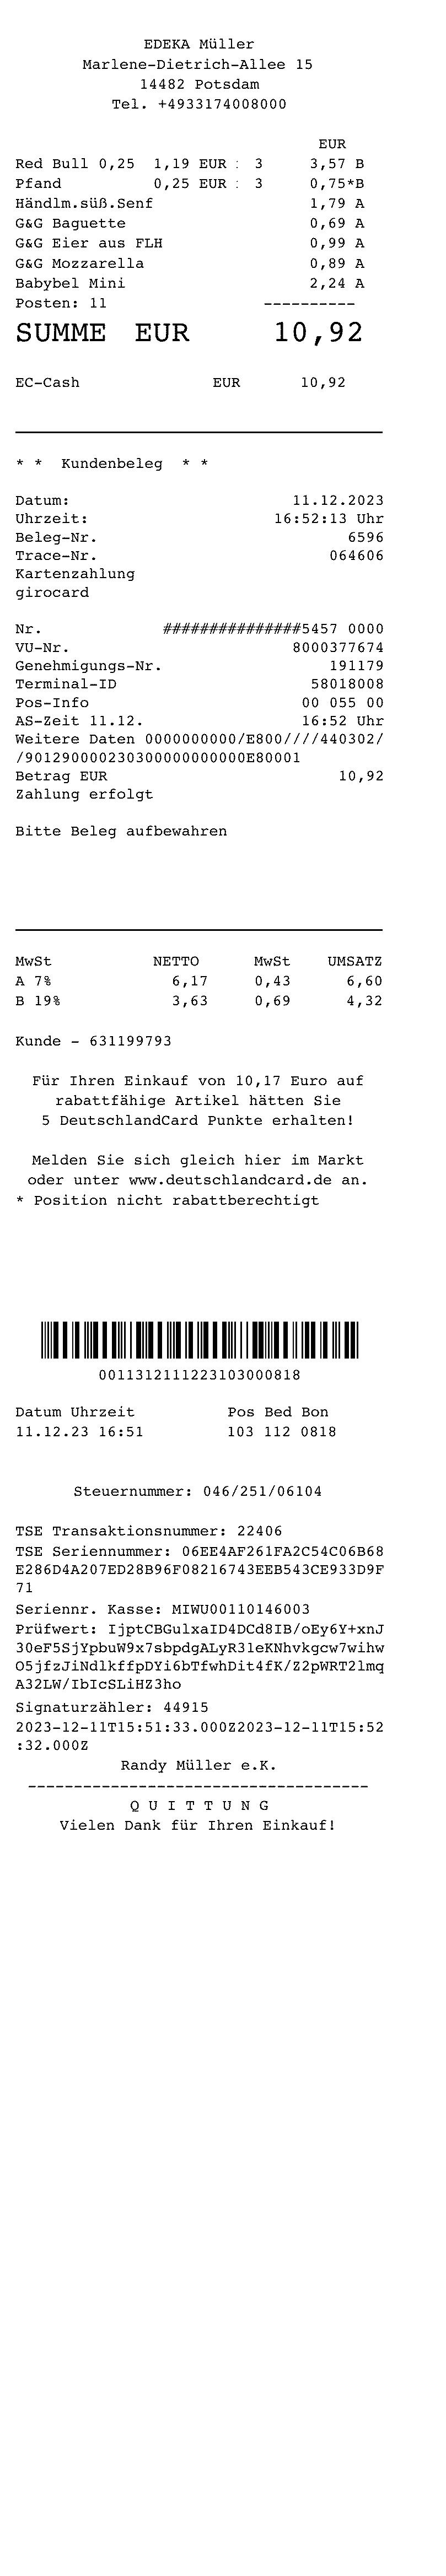 EDEKA Müller
Marlene-Dietrich-Allee 15
14482 Potsdam
Tel. +4933174008000
EUR
Red Bull 0,25 1,19 EUR : 3 3,57 B
Pfand 0,25 EUR : 3 0,75*B
Händlm.süß.Senf 1,79 A
G&G Baguette 0,69 A
G&G Eier aus FLH 0,99 A
G&G Mozzarella 0,89 A
Babybel Mini 2,24 A
Posten: 11 ----------
SUMME EUR 10,92
EC-Cash EUR 10,92
* * Kundenbeleg * *
Datum: 11.12.2023
Uhrzeit: 16:52:13 Uhr
Beleg-Nr. 6596
Trace-Nr. 064606
Kartenzahlung
girocard
Nr. ###############5457 0000
VU-Nr. 8000377674
Genehmigungs-Nr. 191179
Terminal-ID 58018008
Pos-Info 00 055 00
AS-Zeit 11.12. 16:52 Uhr
Weitere Daten 0000000000/E800////440302/
/9012900002303000000000000E80001
Betrag EUR 10,92
Zahlung erfolgt
Bitte Beleg aufbewahren
MwSt NETTO MwSt UMSATZ
A 7% 6,17 0,43 6,60
B 19% 3,63 0,69 4,32
Kunde - 631199793
Für Ihren Einkauf von 10,17 Euro auf
rabattfähige Artikel hätten Sie
5 DeutschlandCard Punkte erhalten!
Melden Sie sich gleich hier im Markt
oder unter www.deutschlandcard.de an.
* Position nicht rabattberechtigt
0011312111223103000818
Datum Uhrzeit Pos Bed Bon
11.12.23 16:51 103 112 0818
Steuernummer: 046/251/06104
TSE Transaktionsnummer: 22406
TSE Seriennummer: 06EE4AF261FA2C54C06B68
E286D4A207ED28B96F08216743EEB543CE933D9F
71
Seriennr. Kasse: MIWU00110146003
Prüfwert: IjptCBGulxaID4DCd8IB/oEy6Y+xnJ
30eF5SjYpbuW9x7sbpdgALyR3leKNhvkgcw7wihw
O5jfzJiNdlkffpDYi6bTfwhDit4fK/Z2pWRT2lmq
A32LW/IbIcSLiHZ3ho
Signaturzähler: 44915
2023-12-11T15:51:33.000Z2023-12-11T15:52
:32.000Z
Randy Müller e.K.
-------------------------------------
Q U I T T U N G
Vielen Dank für Ihren Einkauf!